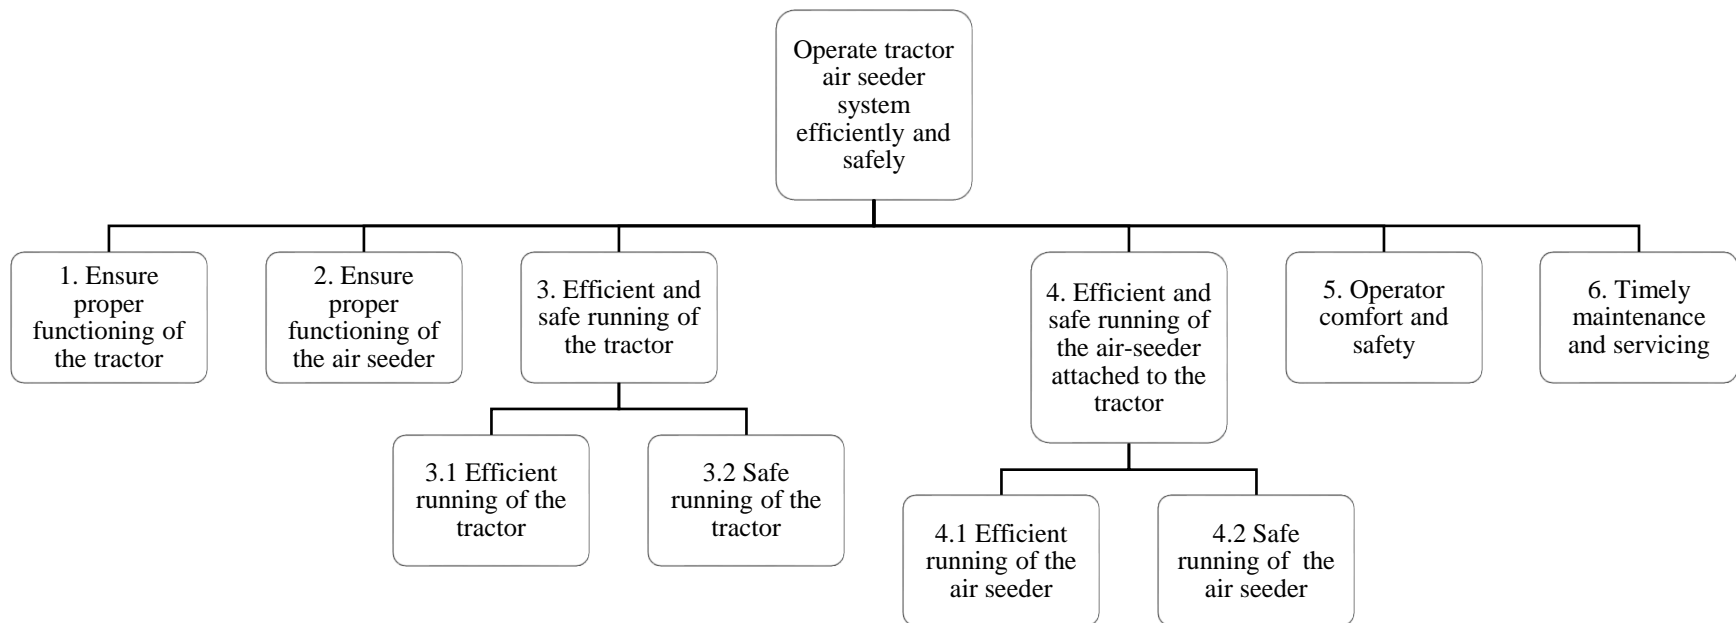 Operate tractor
air seeder
system
efficiently and
safely
1. Ensure
proper
functioning of
the tractor
2. Ensure
proper
functioning of
the air seeder
3. Efficient and
safe running of
the tractor
4. Efficient and
safe running of
the air-seeder
attached to the
tractor
5. Operator
comfort and
safety
6. Timely
maintenance
and servicing
3.1 Efficient
running of the
tractor
3.2 Safe
running of the
tractor
4.1 Efficient
running of the
air seeder
4.2 Safe
running of  the
air seeder